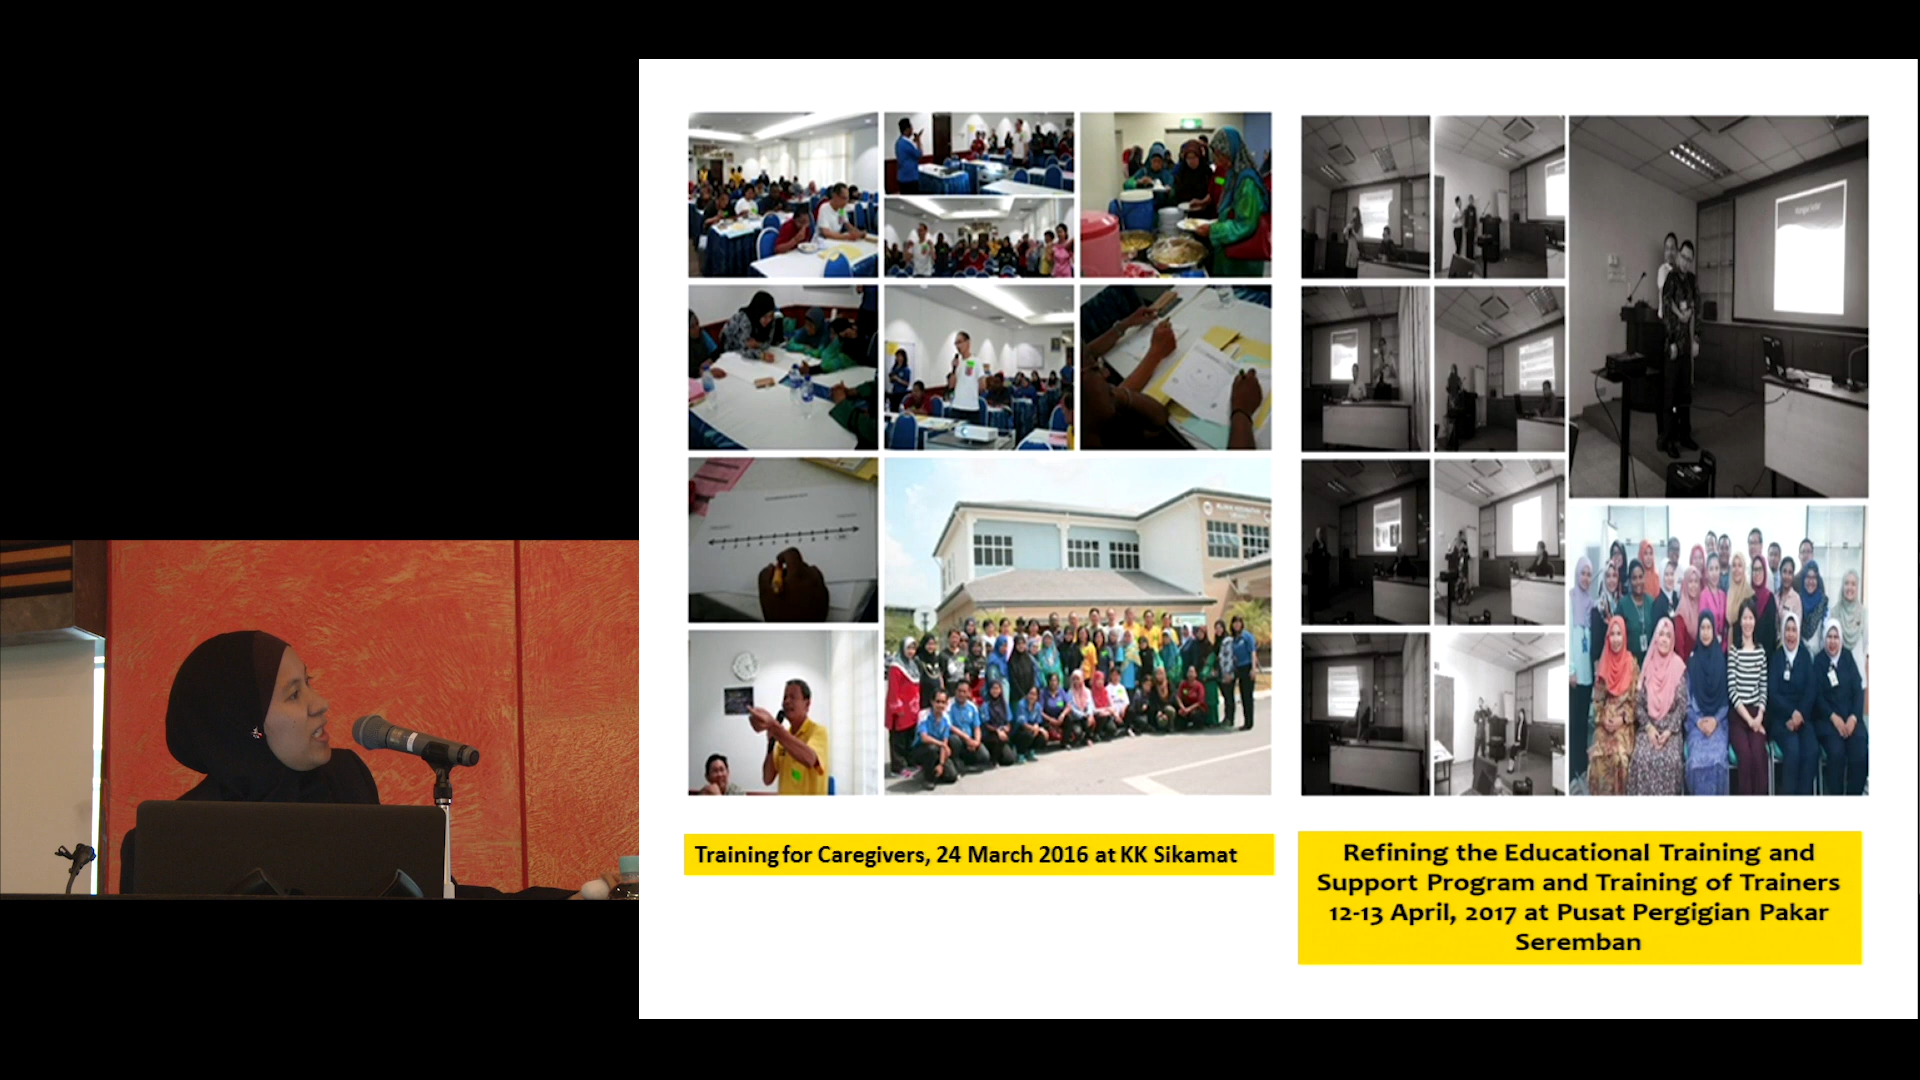 Training for Caregivers, 24 March 2016 at KK Sikamat
Refining the Educational Training and
Support Program and Training of Trainers
12-13 April, 2017 at Pusat Pergigian Pakar
Seremban